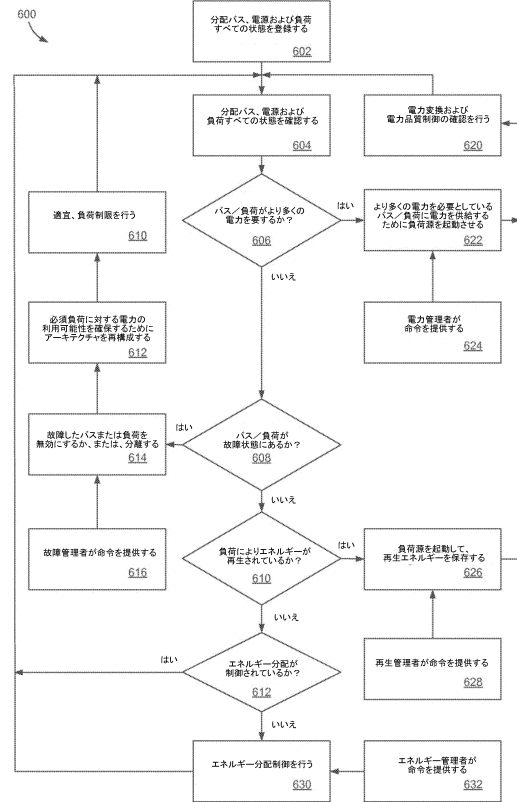 600
分配バス、電源および負荷
すべての状態を登録する
602
分配バス、電源および
負荷すべての状態を確認する
604
電力変換および
電力品質制御の確認を行う
620
バス/負荷がより多くの
電力を要するか?
606
はい
いいえ
より多くの電力を必要としている
バス/負荷に電力を供給する
ために負荷源を起動させる
622
適宜、負荷制限を行う
610
電力管理者が
命令を提供する
624
必須負荷に対する電力の
利用可能性を確保するために
アーキテクチャを再構成する
612
バス/負荷が
故障状態にあるか?
608
はい
いいえ
故障したバスまたは負荷を
無効にするか、または、分離する
614
故障管理者が命令を提供する
616
負荷によりエネルギーが
再生されているか?
610
はい
いいえ
負荷源を起動して、
再生エネルギーを保存する
626
再生管理者が命令を提供する
628
エネルギー分配が
制御されているか?
612
はい
いいえ
エネルギー分配制御を行う
630
エネルギー管理者が
命令を提供する
632